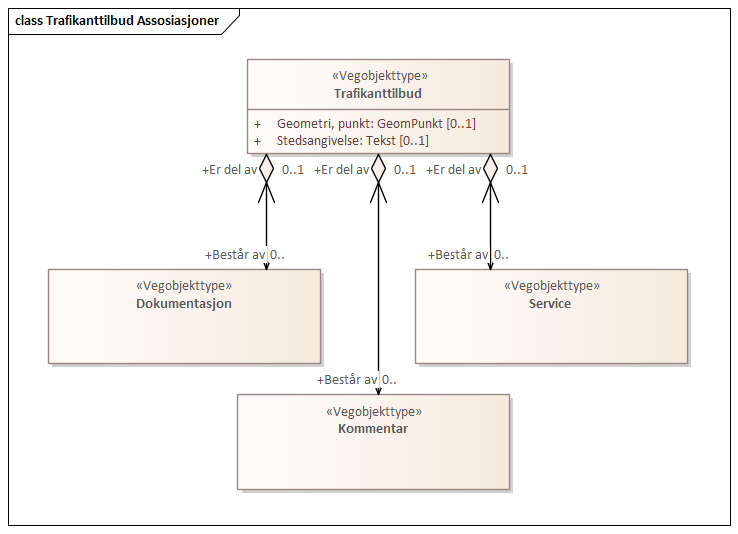 class Trafikanttilbud Assosiasjoner
«Vegobjekttype»
Trafikanttilbud
+ Geometri, punkt: GeomPunkt [0..1]
+ Stedsangivelse: Tekst [0..1]
+Er del av 0..1 +Er del av 0..1 +Er del av 0..1
+Består av 0.. +Består av 0..
«Vegobjekttype» «Vegobjekttype»
Dokumentasjon Service
+Består av 0..
«Vegobjekttype»
Kommentar